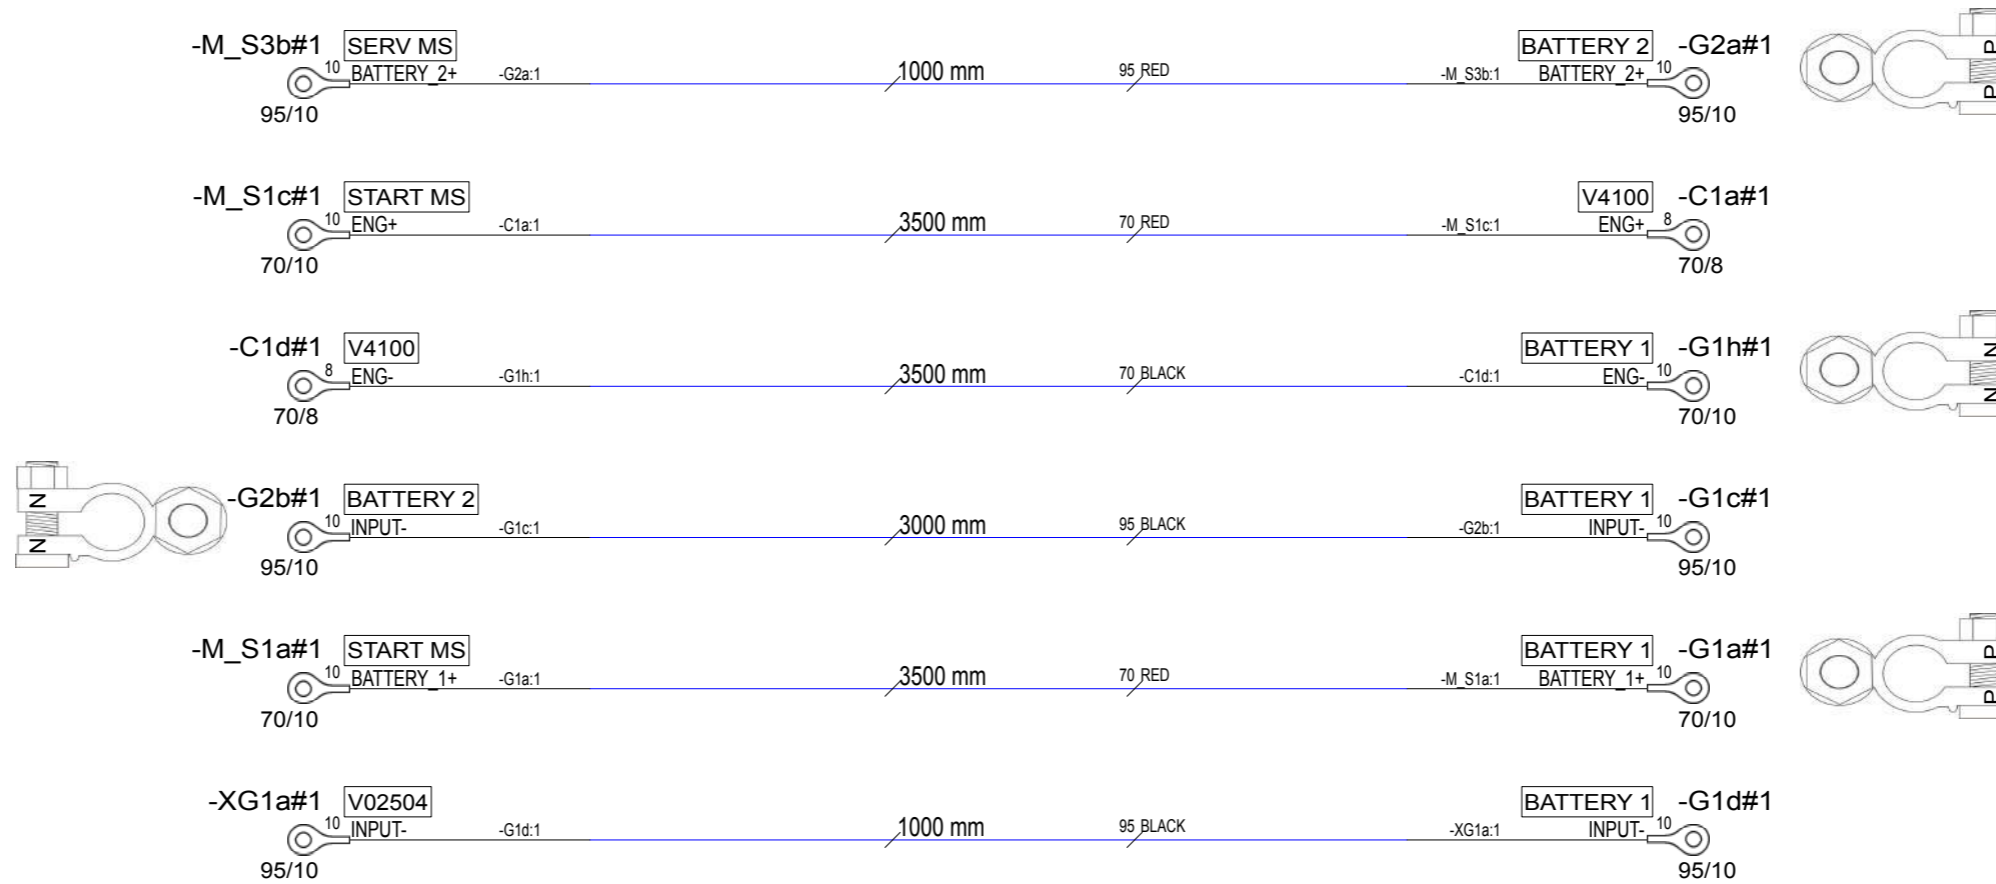 -M_S3b#1 SERV MS BATTERY 2 -G2a#1
10 BATTERY_2+ -G2a:1 1000 mm 95 RED -M_S3b:1 BATTERY_2+ 10
95/10 95/10
P
P
-M_S1c#1 START MS V4100 -C1a#1
10 ENG+ -C1a:1 3500 mm 70 RED -M_S1c:1 ENG+ 8
70/10 70/8
-C1d#1 V4100 BATTERY 1 -G1h#1
8 ENG- -G1h:1 3500 mm 70 BLACK -C1d:1 ENG- 10
70/8 70/10
N
N
-G2b#1 BATTERY 2 BATTERY 1 -G1c#1
10 INPUT- -G1c:1 3000 mm 95 BLACK -G2b:1 INPUT- 10
95/10 95/10
N
N
-M_S1a#1 START MS BATTERY 1 -G1a#1
10 BATTERY_1+ -G1a:1 3500 mm 70 RED -M_S1a:1 BATTERY_1+ 10
70/10 70/10
P
P
-XG1a#1 V02504 BATTERY 1 -G1d#1
10 INPUT- -G1d:1 1000 mm 95 BLACK -XG1a:1 INPUT- 10
95/10 95/10